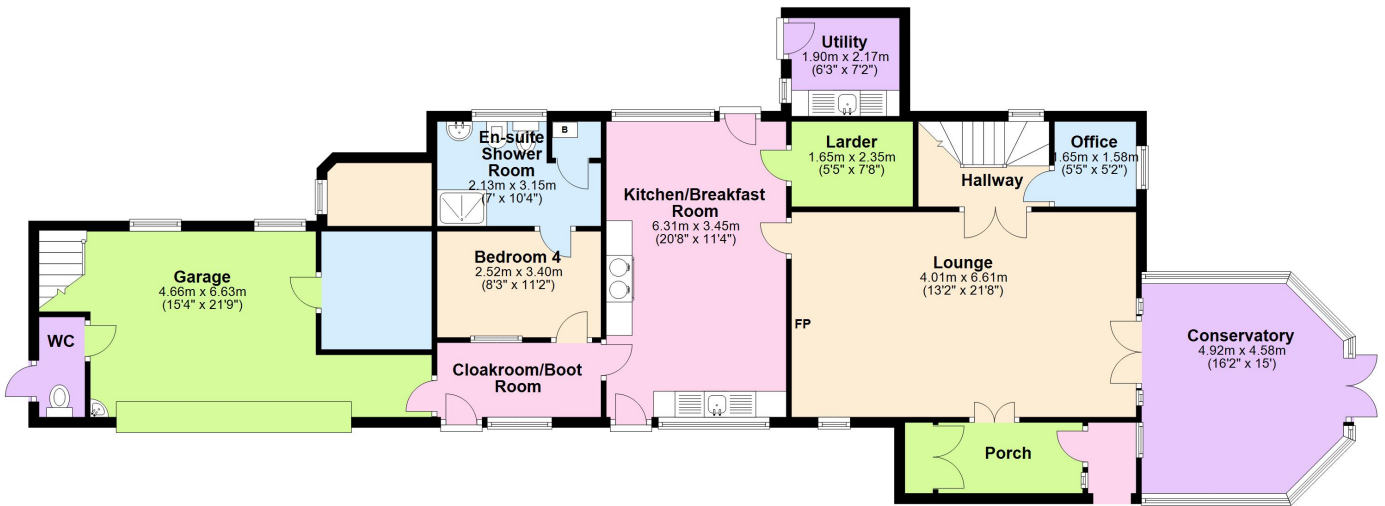 Utility
1.90m x 2.17m
(6'3" x 7'2")
B
En-suite
Shower
Room
2.13m x 3.15m
(7' x 10'4")
Larder
1.65m x 2.35m
(5'5" x 7'8")
Office
1.65m x 1.58m
(5'5" x 5'2")
Hallway
Kitchen/Breakfast
Room
6.31m x 3.45m
(20'8" x 11'4")
Bedroom 4
2.52m x 3.40m
(8'3" x 11'2")
Garage
4.66m x 6.63m
(15'4" x 21'9")
Lounge
4.01m x 6.61m
(13'2" x 21'8")
FP
WC
Conservatory
4.92m x 4.58m
(16'2" x 15')
Cloakroom/Boot
Room
Porch